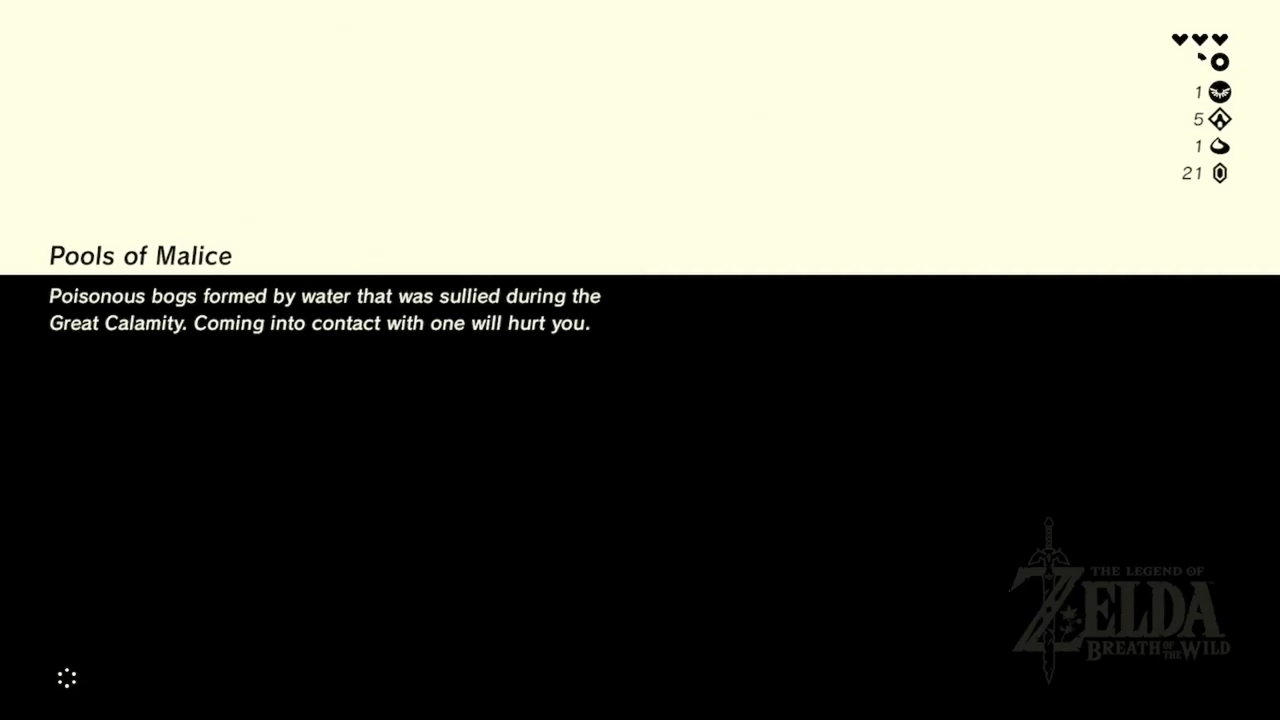 1
5
1
21
Pools of Malice
Poisonous bogs formed by water that was sullied during the
Great Calamity. Coming into contact with one will hurt you.
THE LEGEND OF
ZELDA
BREATH OF THE WILD